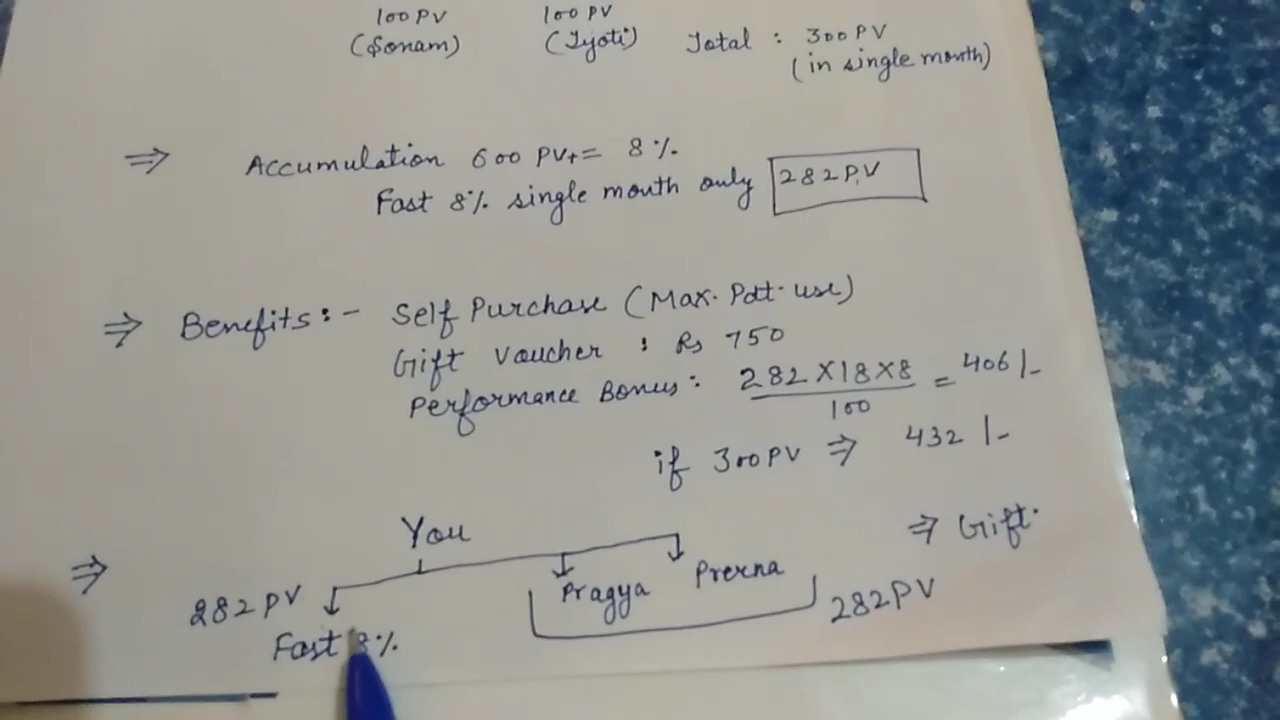 100 PV 100 PV
(Sonam) (Jyoti) Total : 300 PV
(in single month)
⇒ Accumulation 600 PV+ = 8 %.
Fast 8% single month only 282 PV
⇒ Benefits :- Self Purchase (Max. Pdt. use)
Gift Voucher : Rs 750
Performance Bonus : 282 X 18 X 8 / 100 = 406 /-
if 300 PV ⇒ 432 /-
⇒ Gift.
⇒ You
282 PV Pragya Prerna 282 PV
Fast 8%.